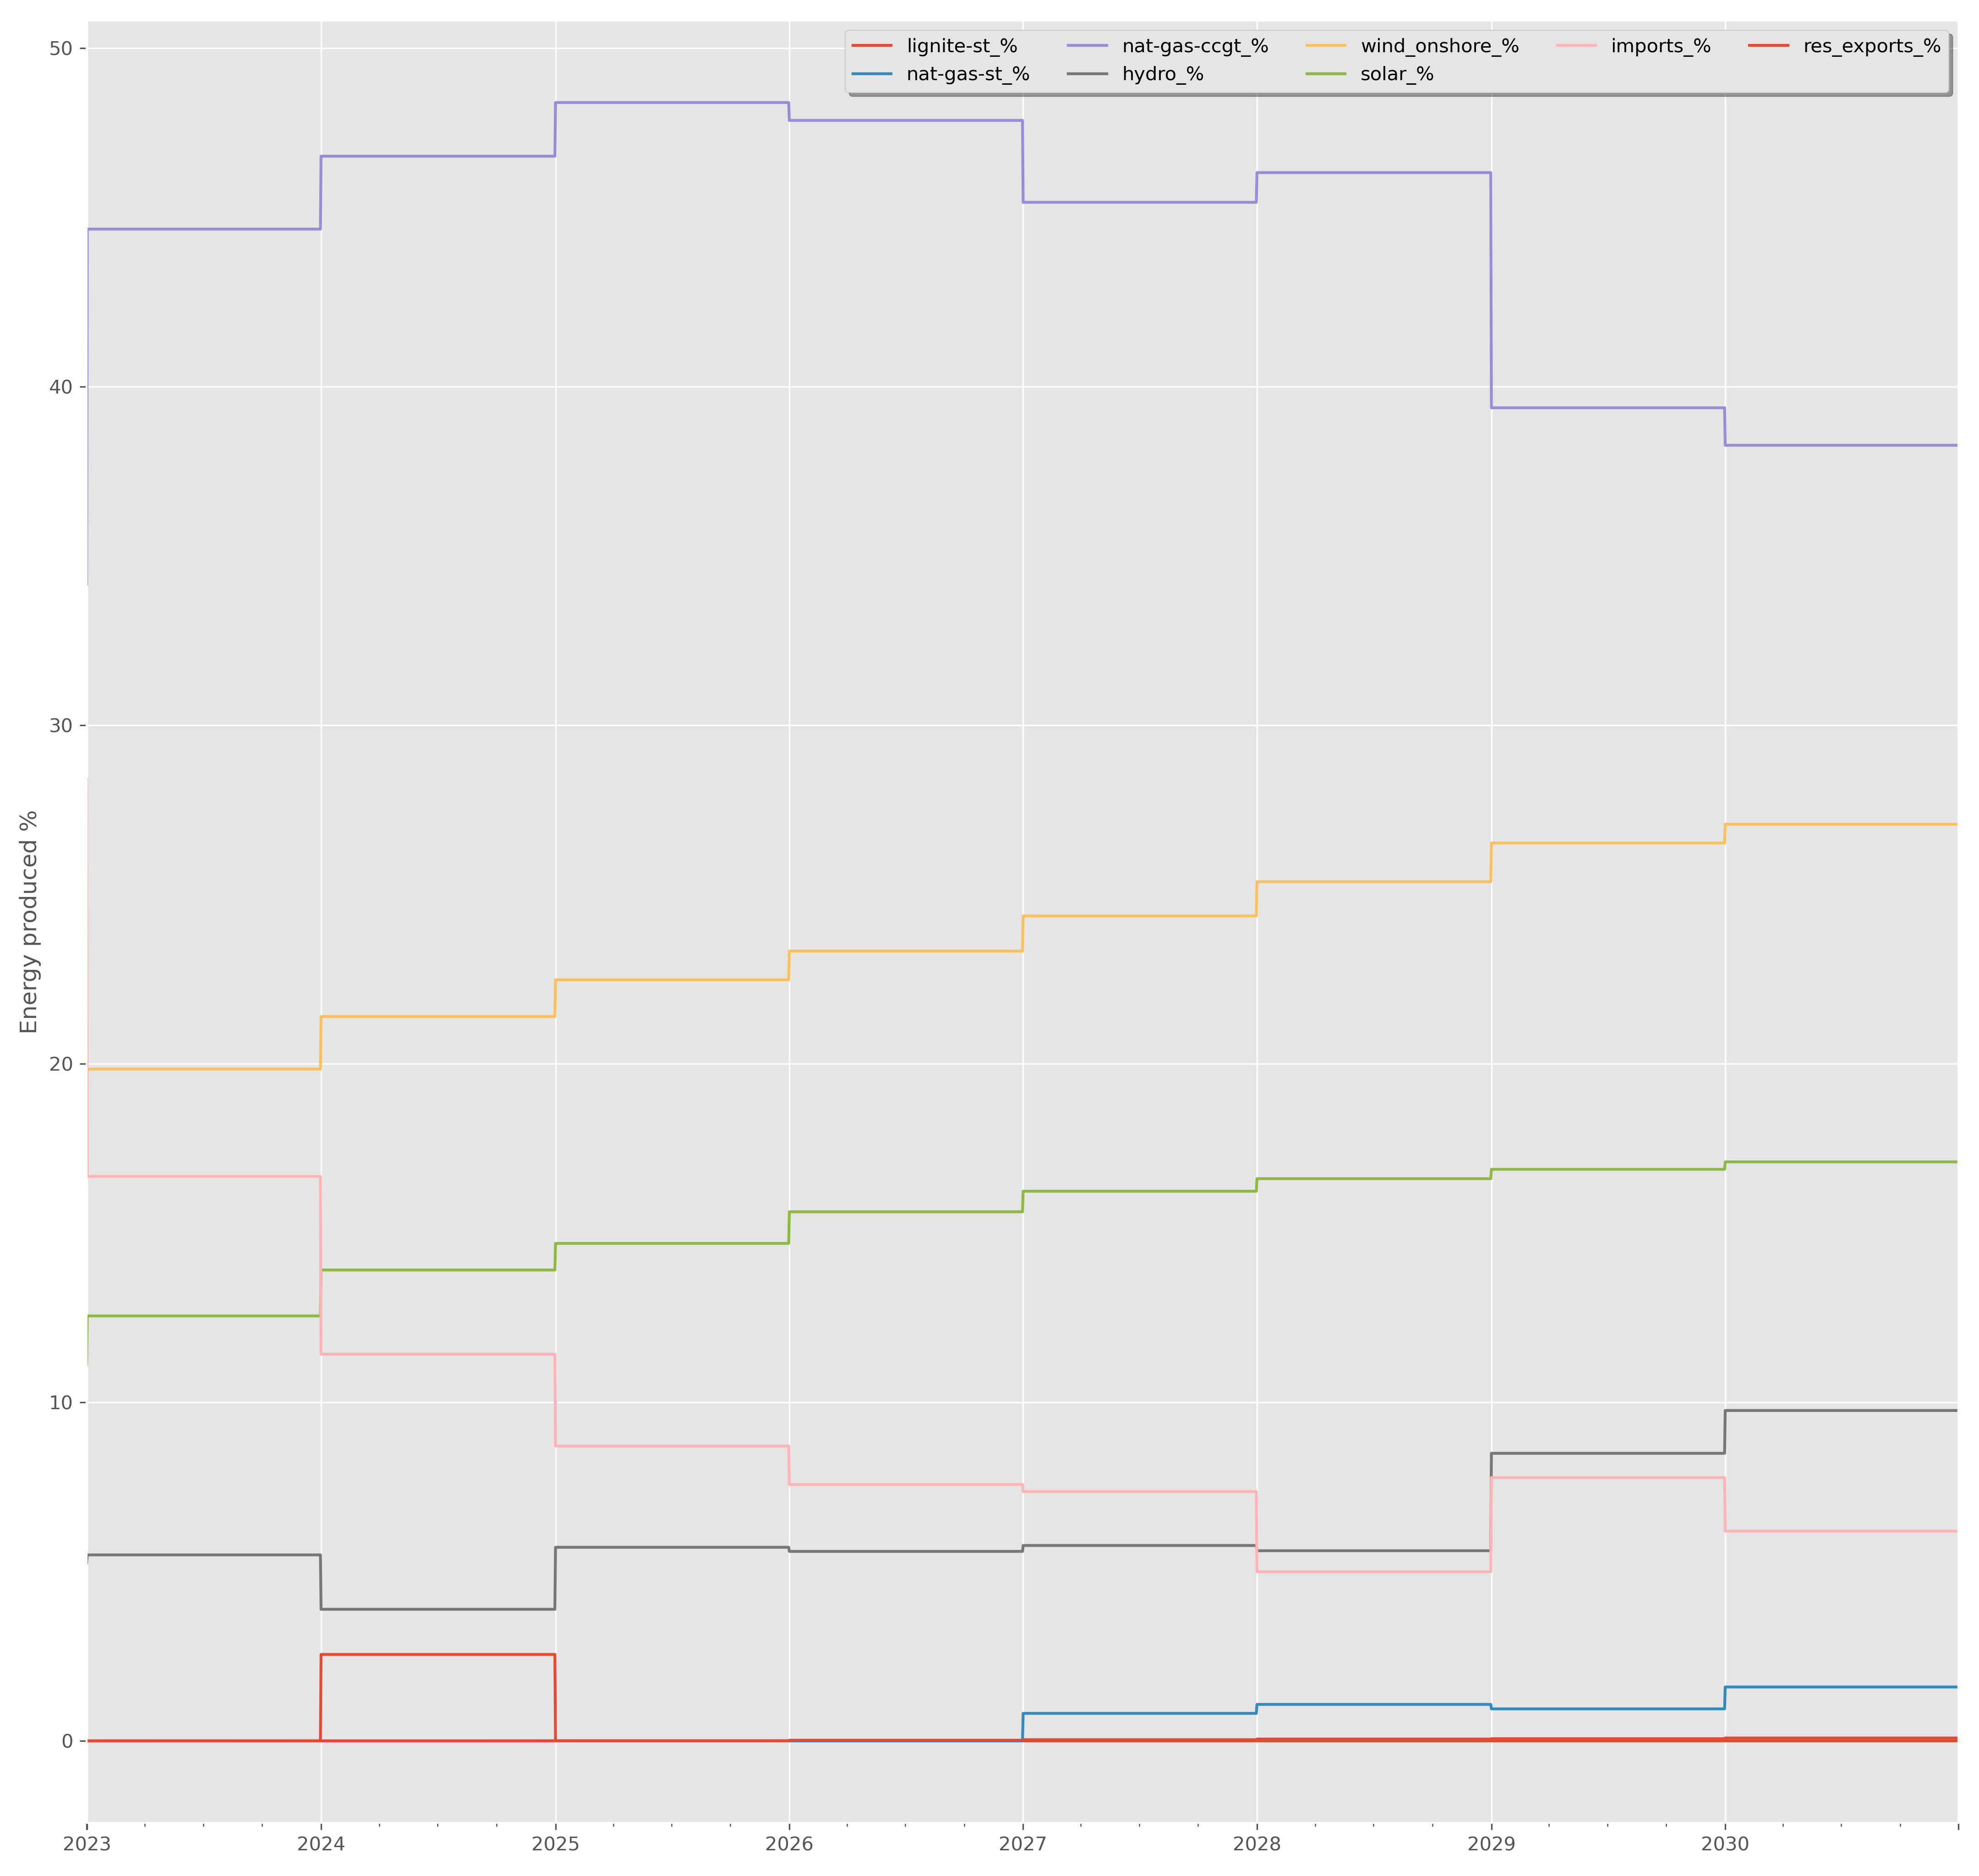 50
lignite-st_% nat-gas-ccgt_% wind_onshore_% imports_% res_exports_%
nat-gas-st_% hydro_% solar_%
40
30
Energy produced %
20
10
0
2023 2024 2025 2026 2027 2028 2029 2030